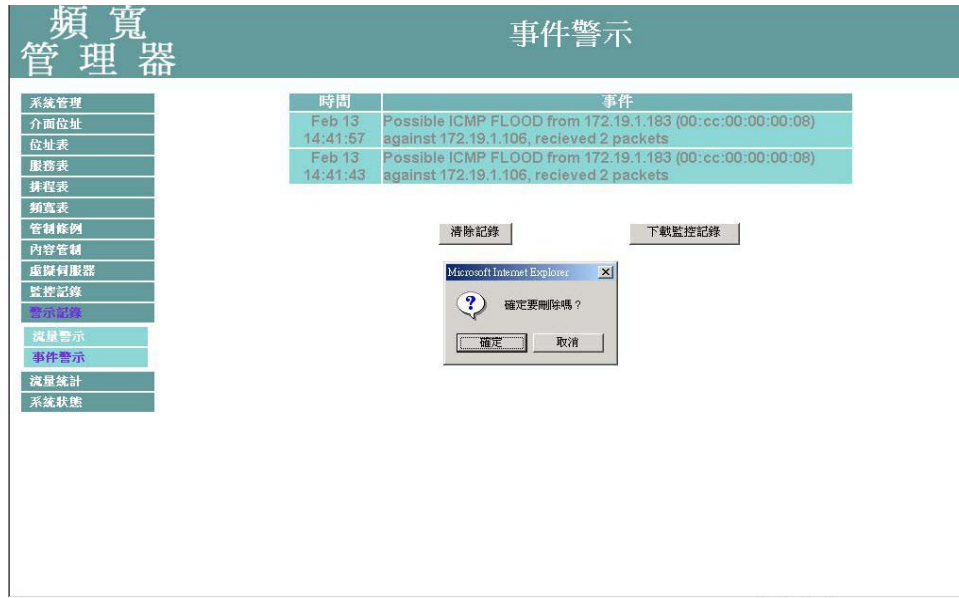 頻 寬
管 理 器
事件警示
系統管理
介面位址
位址表
服務表
排程表
頻寬表
管制條例
內容管制
虛擬伺服器
監控記錄
警示記錄
流量警示
事件警示
流量統計
系統狀態
時間 事件
Feb 13 14:41:57 Possible ICMP FLOOD from 172.19.1.183 (00:cc:00:00:00:08)
against 172.19.1.106, recieved 2 packets
Feb 13 14:41:43 Possible ICMP FLOOD from 172.19.1.183 (00:cc:00:00:00:08)
against 172.19.1.106, recieved 2 packets
清除記錄 下載監控記錄
Microsoft Internet Explorer
確定要刪除嗎？
確定 取消